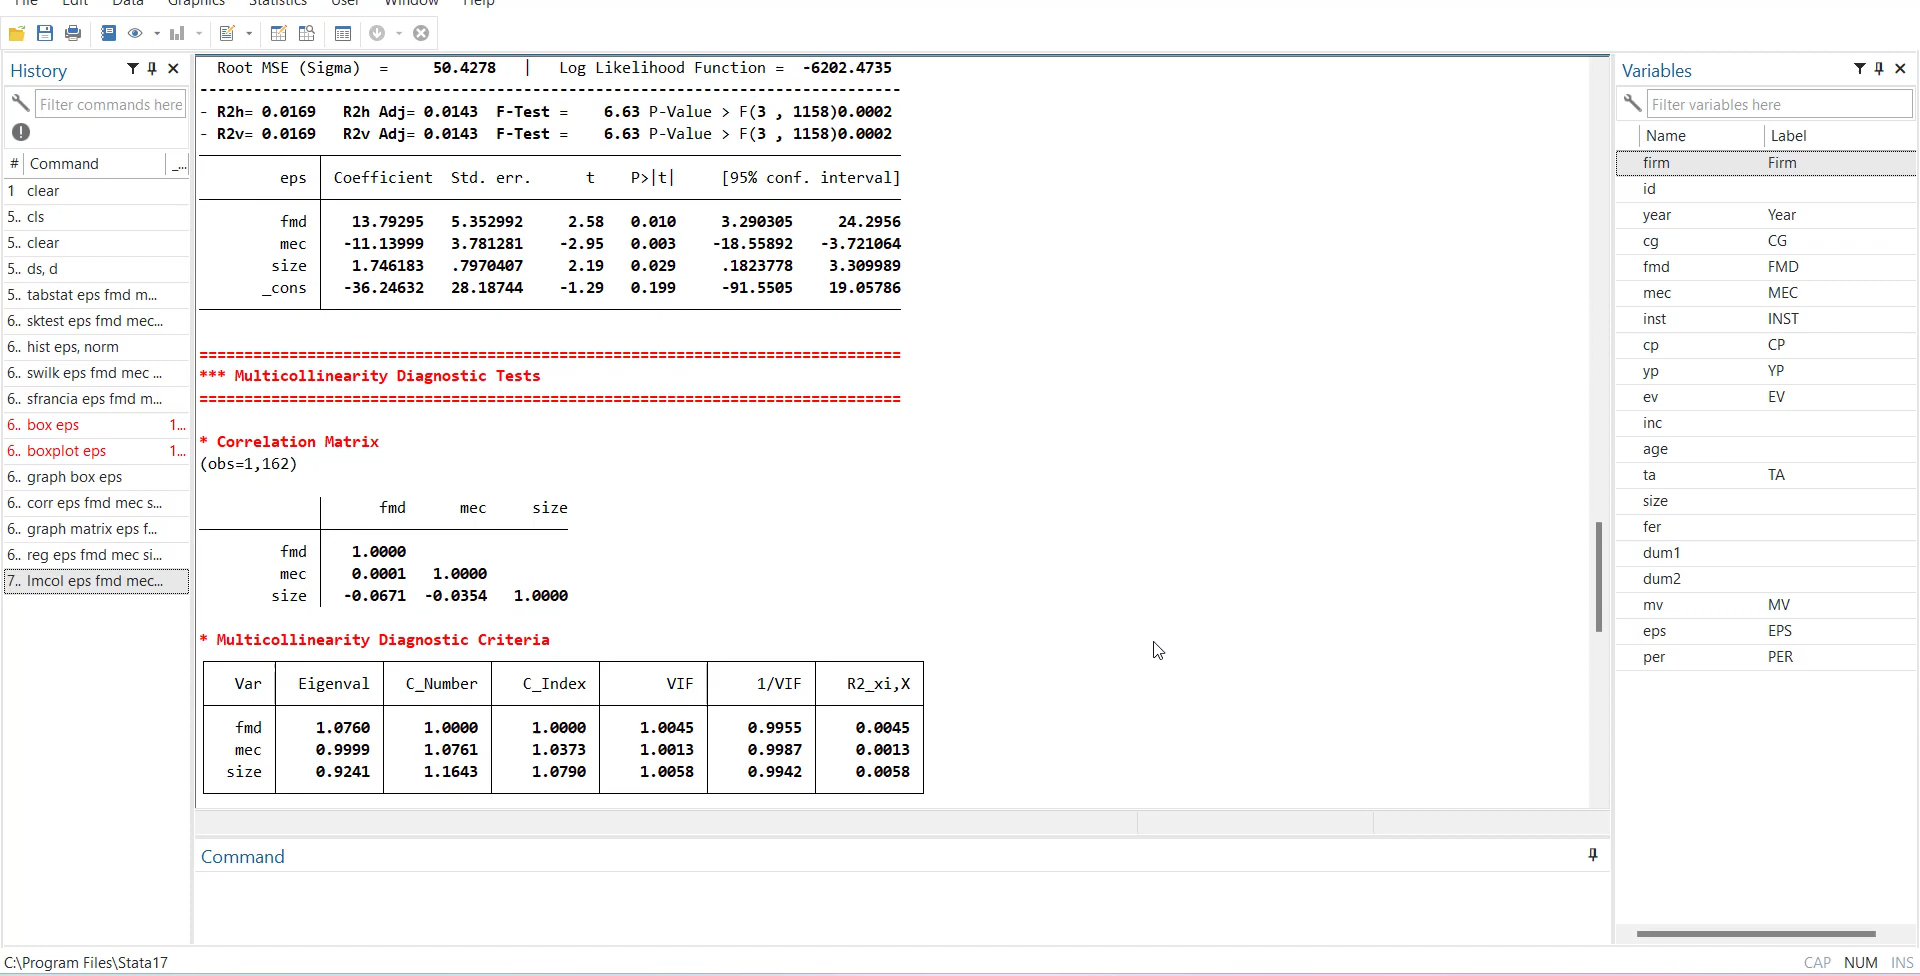 File Edit Data Graphics Statistics User Window Help
History
Filter commands here
# Command _...
1 clear
5.. cls
5.. clear
5.. ds, d
5.. tabstat eps fmd m...
6.. sktest eps fmd mec...
6.. hist eps, norm
6.. swilk eps fmd mec ...
6.. sfrancia eps fmd m...
6.. box eps 1...
6.. boxplot eps 1...
6.. graph box eps
6.. corr eps fmd mec s...
6.. graph matrix eps f...
6.. reg eps fmd mec si...
7.. lmcol eps fmd mec...
Root MSE (Sigma) = 50.4278 | Log Likelihood Function = -6202.4735
------------------------------------------------------------------------------
- R2h= 0.0169 R2h Adj= 0.0143 F-Test = 6.63 P-Value > F(3 , 1158)0.0002
- R2v= 0.0169 R2v Adj= 0.0143 F-Test = 6.63 P-Value > F(3 , 1158)0.0002
eps Coefficient Std. err. t P>|t| [95% conf. interval]
fmd 13.79295 5.352992 2.58 0.010 3.290305 24.2956
mec -11.13999 3.781281 -2.95 0.003 -18.55892 -3.721064
size 1.746183 .7970407 2.19 0.029 .1823778 3.309989
_cons -36.24632 28.18744 -1.29 0.199 -91.5505 19.05786
==============================================================================
*** Multicollinearity Diagnostic Tests
==============================================================================
* Correlation Matrix
(obs=1,162)
fmd mec size
fmd 1.0000
mec 0.0001 1.0000
size -0.0671 -0.0354 1.0000
* Multicollinearity Diagnostic Criteria
Var Eigenval C_Number C_Index VIF 1/VIF R2_xi,X
fmd 1.0760 1.0000 1.0000 1.0045 0.9955 0.0045
mec 0.9999 1.0761 1.0373 1.0013 0.9987 0.0013
size 0.9241 1.1643 1.0790 1.0058 0.9942 0.0058
Command
Variables
Filter variables here
Name Label
firm Firm
id
year Year
cg CG
fmd FMD
mec MEC
inst INST
cp CP
yp YP
ev EV
inc
age
ta TA
size
fer
dum1
dum2
mv MV
eps EPS
per PER
C:\Program Files\Stata17
CAP NUM INS